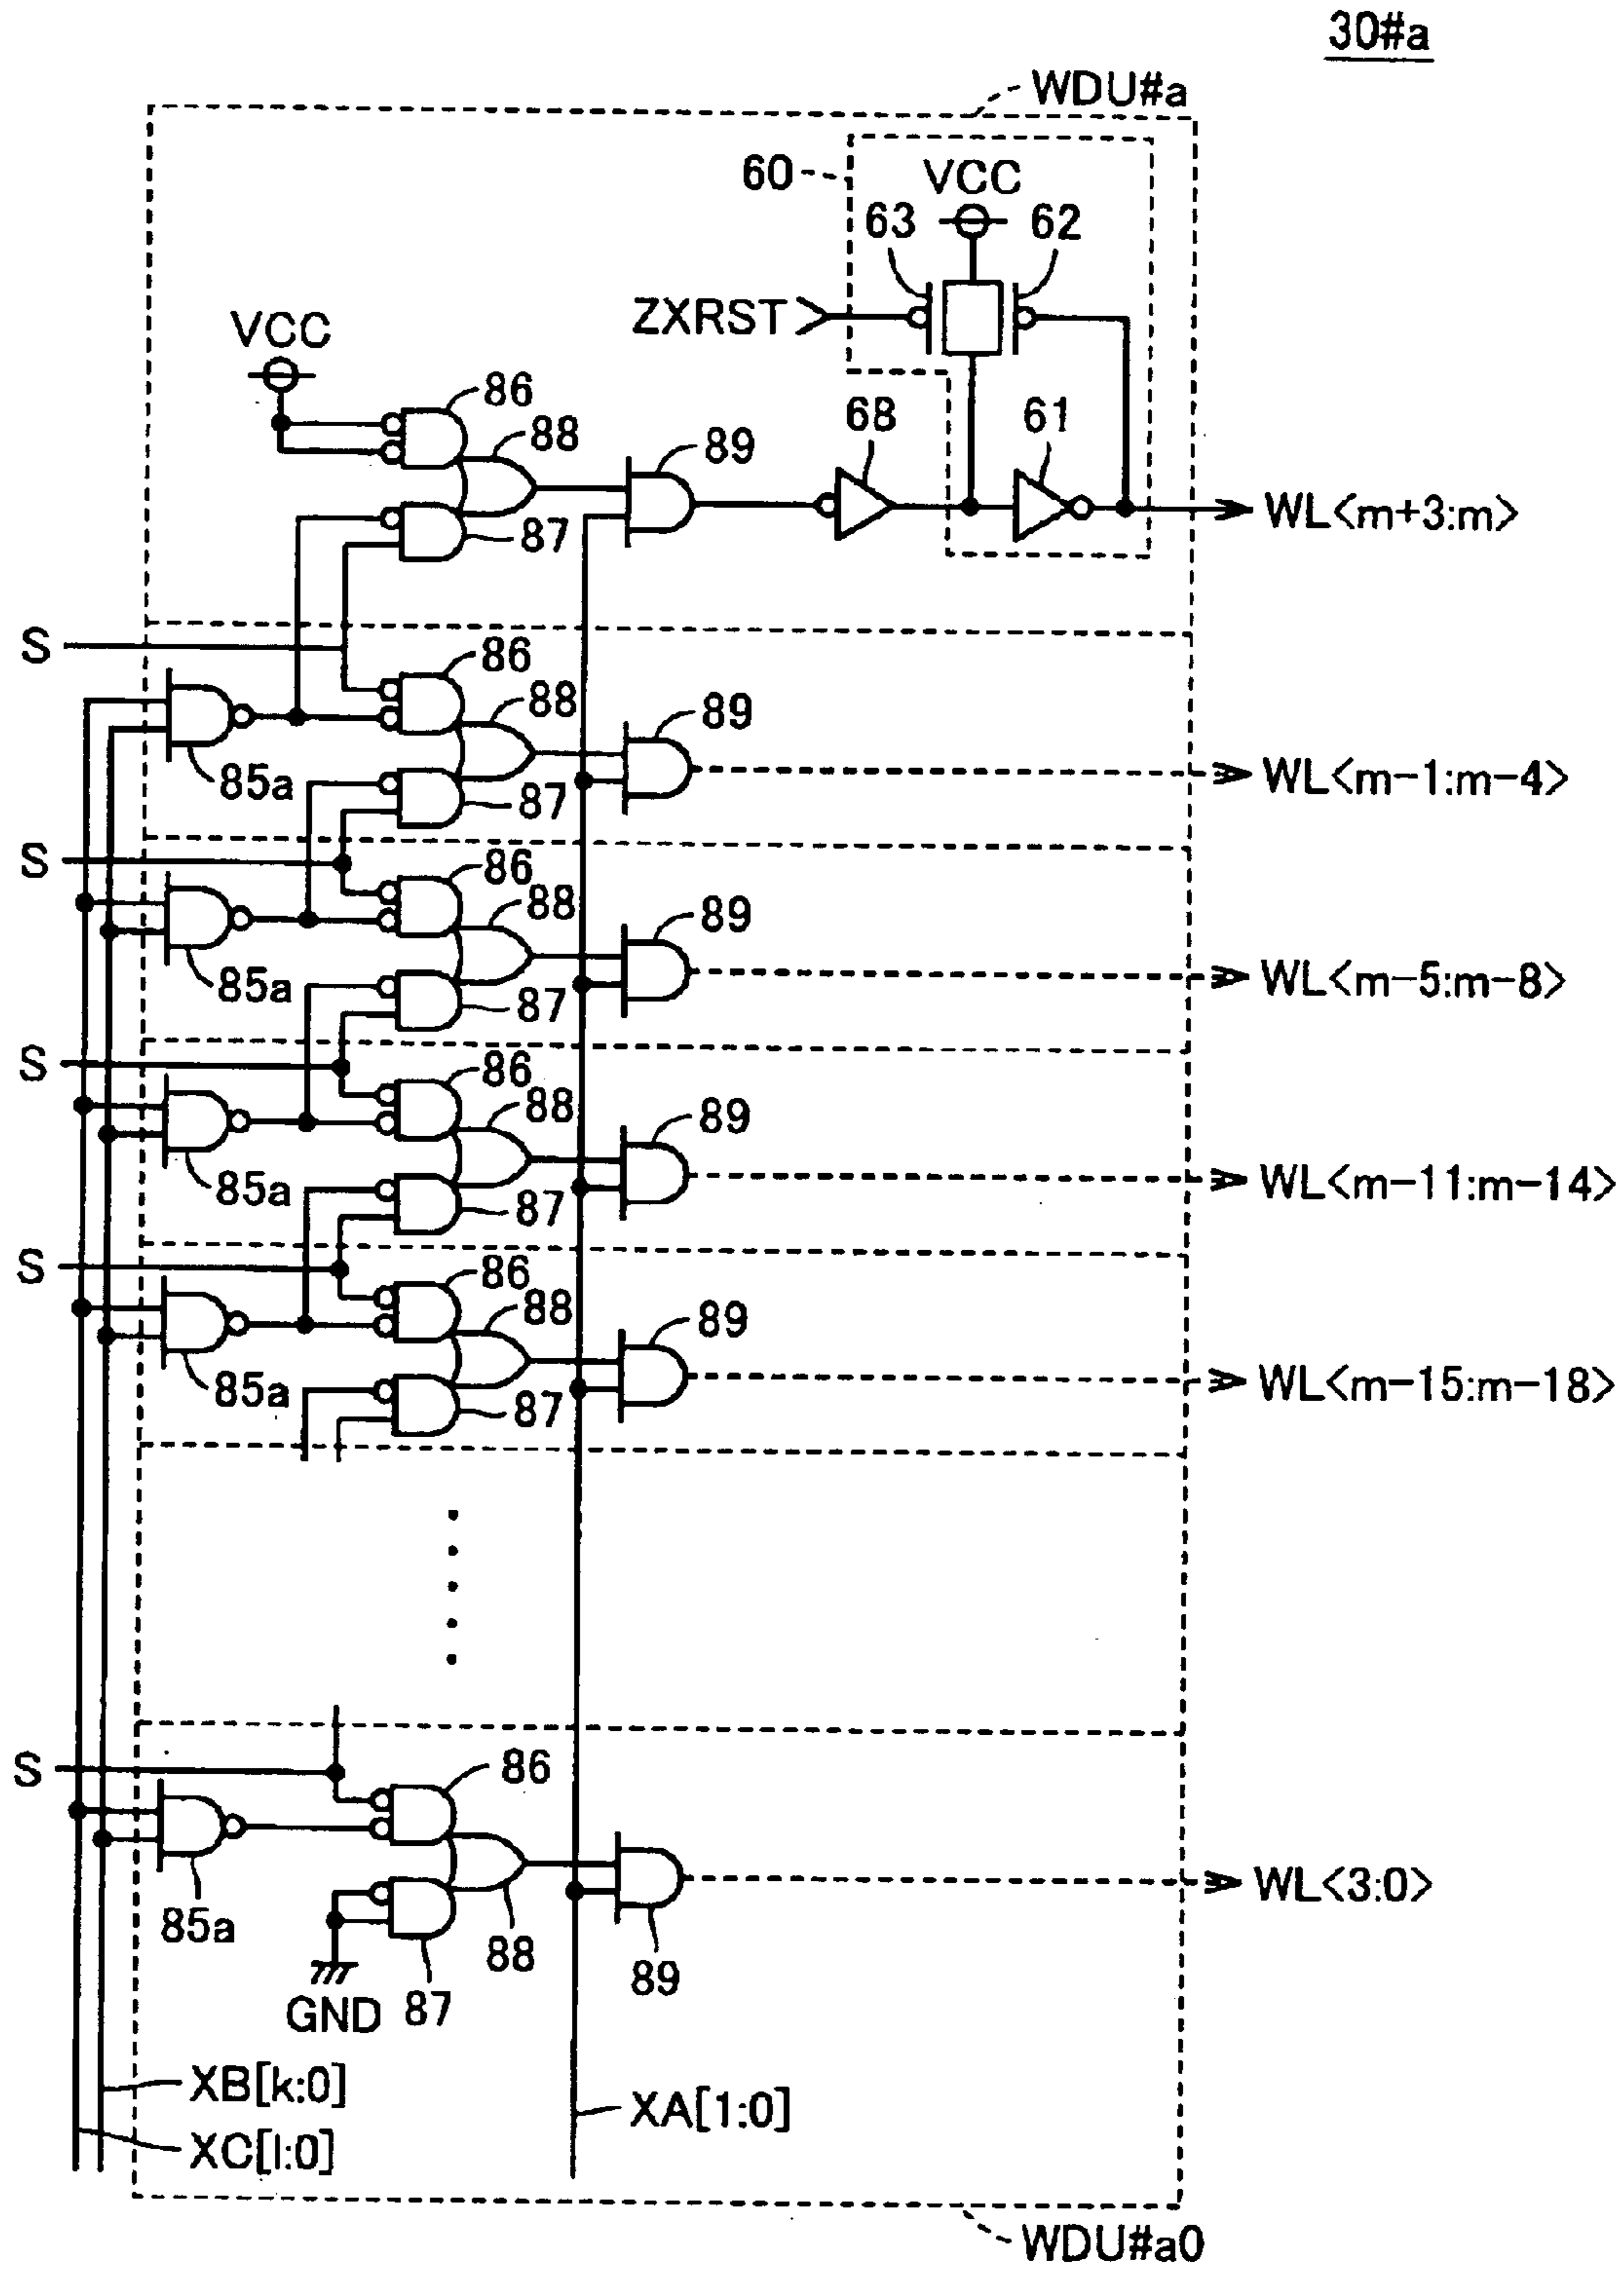 30#a
WDU#a
60
VCC
63
62
ZXRST
VCC
86
88
89
68
61
WL<m+3:m>
87
S
86
88
89
85a
87
WL<m-1:m-4>
S
86
88
89
85a
87
WL<m-5:m-8>
S
86
88
89
85a
87
WL<m-11:m-14>
S
86
88
89
85a
87
WL<m-15:m-18>
S
86
WL<3:0>
85a
88
89
GND
87
XB[k:0]
XA[1:0]
XC[l:0]
WDU#a0